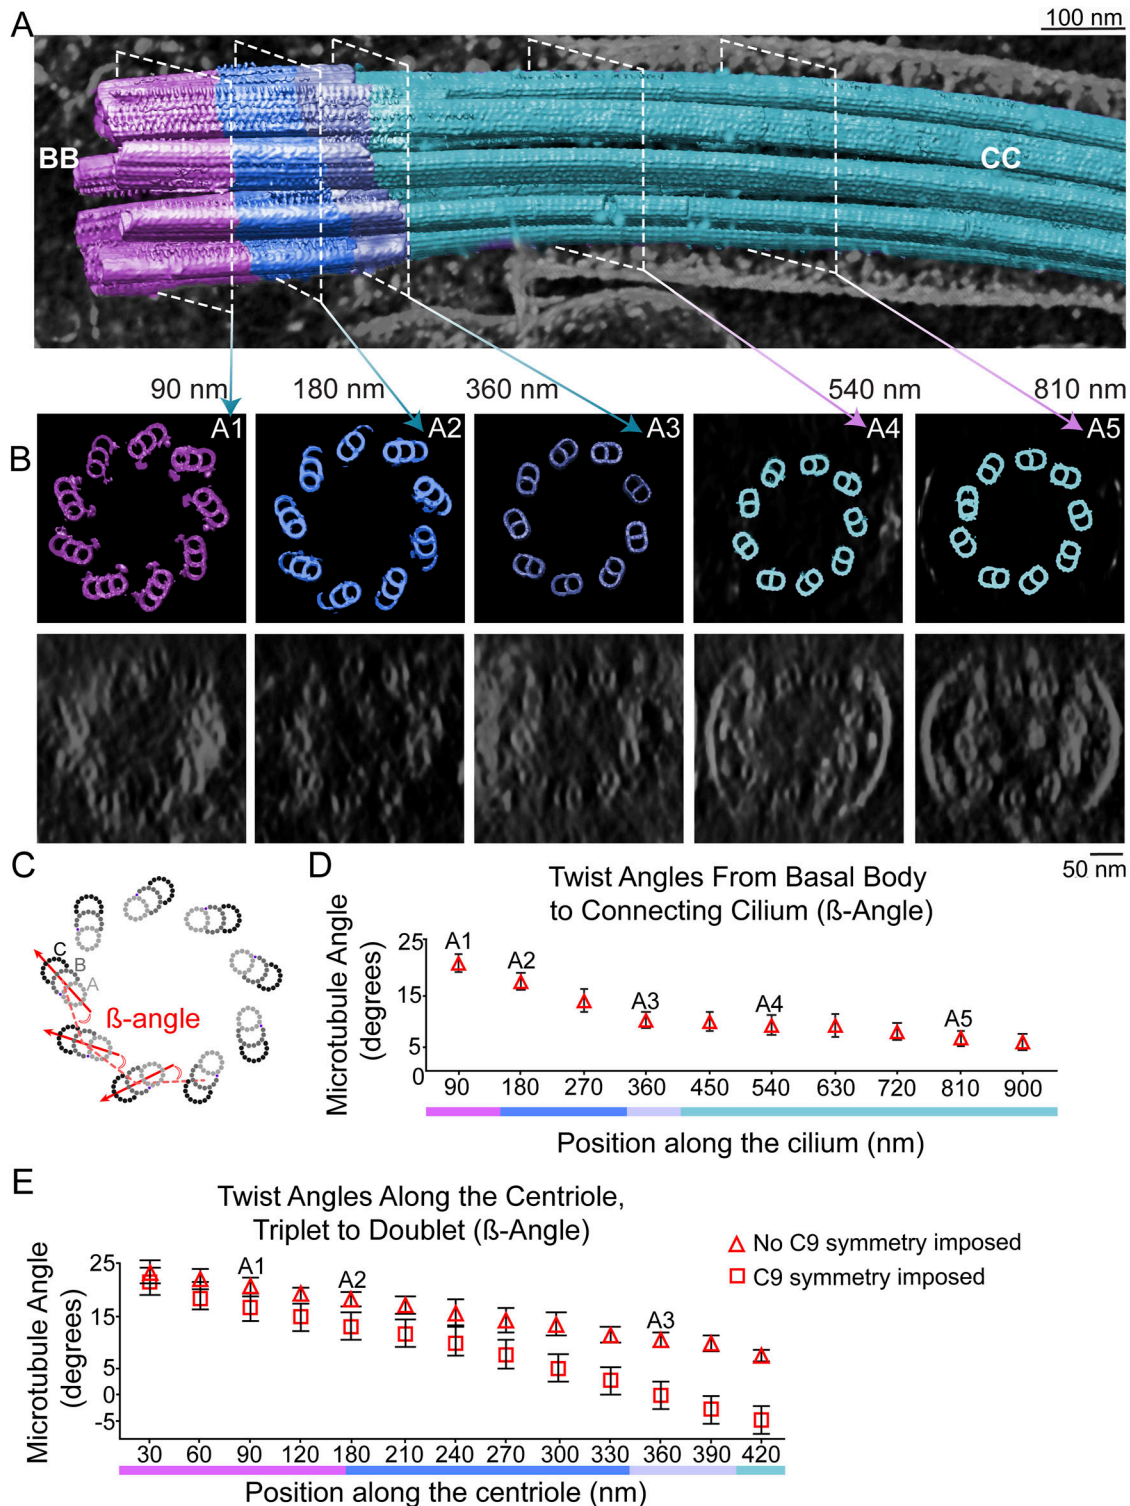 A
100 nm
BB
CC
90 nm 180 nm 360 nm 540 nm 810 nm
B
A1 A2 A3 A4 A5
50 nm
C
C
B
A
ß-angle
D
Twist Angles From Basal Body
to Connecting Cilium (ß-Angle)
Microtubule Angle
(degrees)
25
15
5
0
A1
A2
A3
A4
A5
90 180 270 360 450 540 630 720 810 900
Position along the cilium (nm)
E
Twist Angles Along the Centriole,
Triplet to Doublet (ß-Angle)
No C9 symmetry imposed
C9 symmetry imposed
Microtubule Angle
(degrees)
25
15
5
0
-5
A1
A2
A3
30 60 90 120 180 210 240 270 300 330 360 390 420
Position along the centriole (nm)